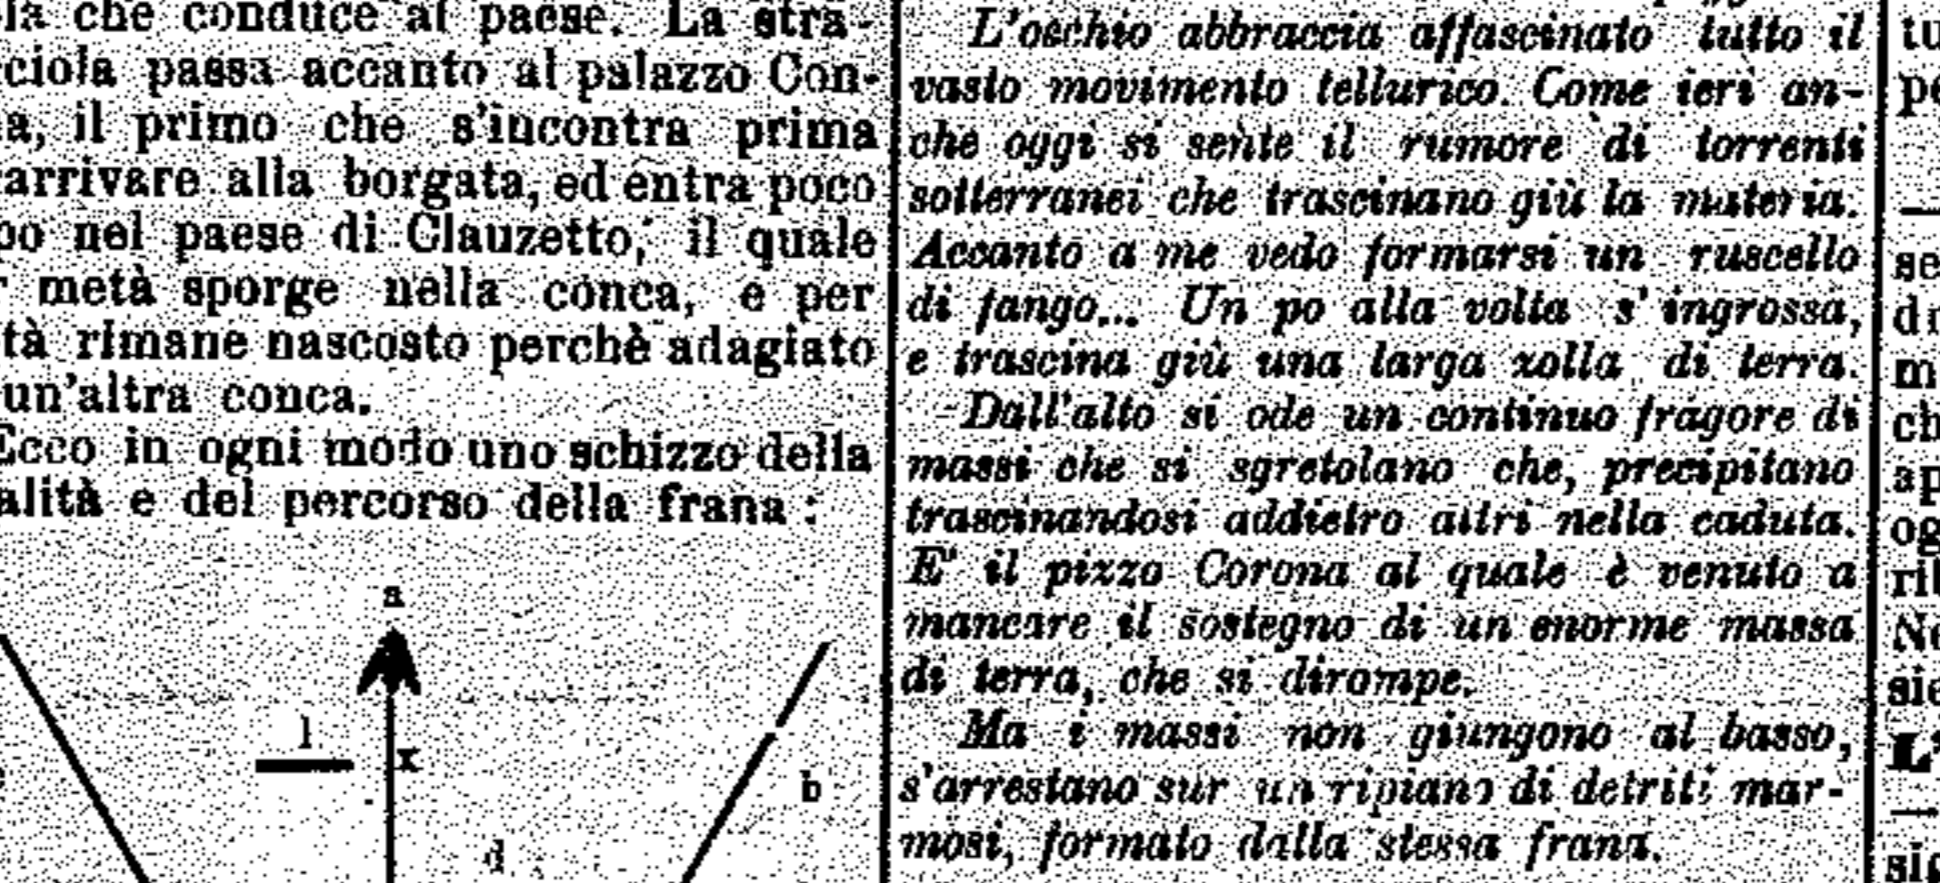 la che conduce al paese. La stra-
ciola passa accanto al palazzo Con-
a, il primo che s'incontra prima
arrivare alla borgata, ed entra poco
po nel paese di Clauzetto, il quale
metà sporge nella conca, e per
tà rimane nascosto perchè adagiato
un'altra conca.
Ecco in ogni modo uno schizzo della
alità e del percorso della frana:
a
l
x
b
d
L'occhio abbraccia affascinato tutto il
vasto movimento tellurico. Come ieri an-
che oggi si sente il rumore di torrenti
sotterranei che trascinano giù la materia.
Accanto a me vedo formarsi un ruscello
di fango... Un po alla volta s'ingrossa,
e trascina giù una larga zolla di terra.
-Dall'alto si ode un continuo fragore di
massi che si sgretolano che, precipitano
trascinandosi addietro altri nella caduta.
E' il pizzo Corona al quale è venuto a
mancare il sostegno di un enorme massa
di terra, che si dirompe.
Ma i massi non giungono al basso,
s'arrestano sur un ripiano di detriti mar-
mosi, formato dalla stessa frana.
tu
pe
se
m
ch
ap
og
Ne
sie
L'